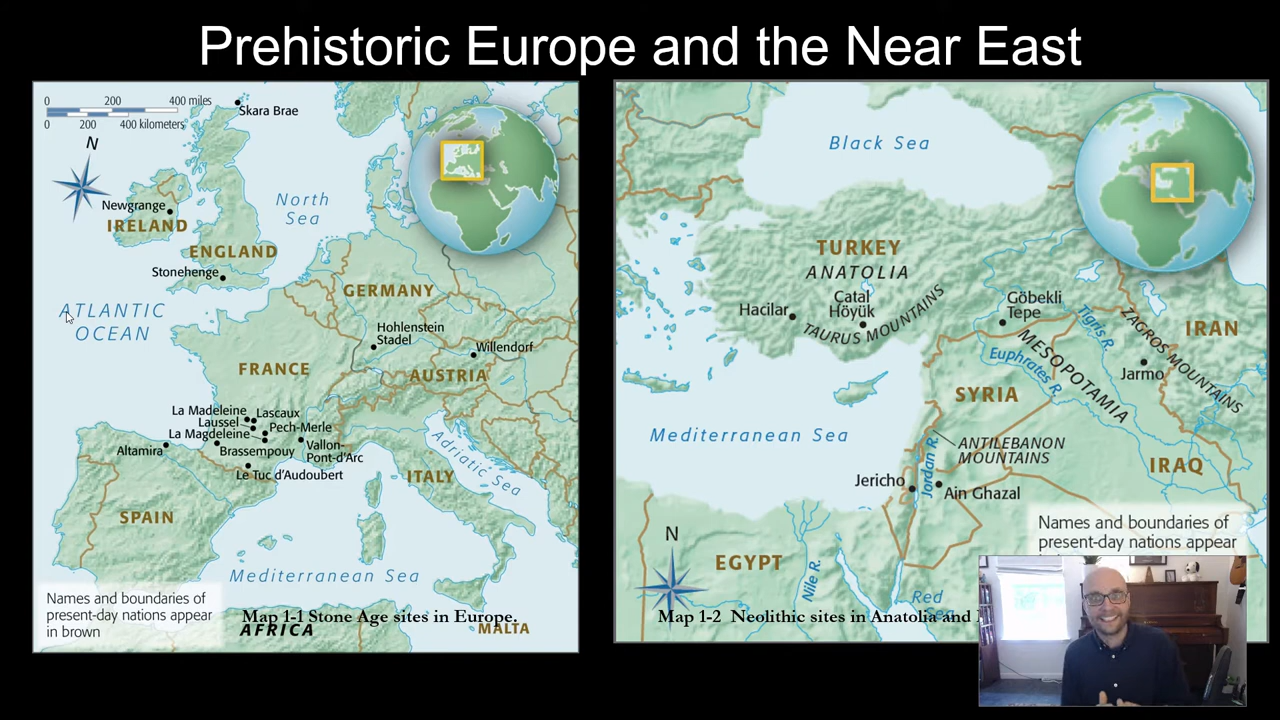 Prehistoric Europe and the Near East
0 200 400 miles
0 200 400 kilometers
N
Skara Brae
North
Sea
Newgrange
IRELAND
ENGLAND
Stonehenge
ATLANTIC
OCEAN
GERMANY
Hohlenstein
Stadel
Willendorf
FRANCE
AUSTRIA
La Madeleine
Lascaux
Laussel
Pech-Merle
La Magdeleine
Altamira
Brassempouy
Vallon-
Pont-d'Arc
Le Tuc d'Audoubert
Adriatic Sea
ITALY
SPAIN
Mediterranean Sea
Names and boundaries of
present-day nations appear
in brown
Map 1-1 Stone Age sites in Europe.
AFRICA
MALTA
Black Sea
TURKEY
ANATOLIA
Hacilar
Catal
Höyük
TAURUS MOUNTAINS
Göbekli
Tepe
Tigris R.
ZAGROS MOUNTAINS
IRAN
MESOPOTAMIA
Euphrates R.
Jarmo
SYRIA
Mediterranean Sea
ANTILEBANON
MOUNTAINS
Jordan R.
IRAQ
Jericho
Ain Ghazal
Names and boundaries of
present-day nations appear
N
EGYPT
Nile R.
Red
Sea
Map 1-2 Neolithic sites in Anatolia and